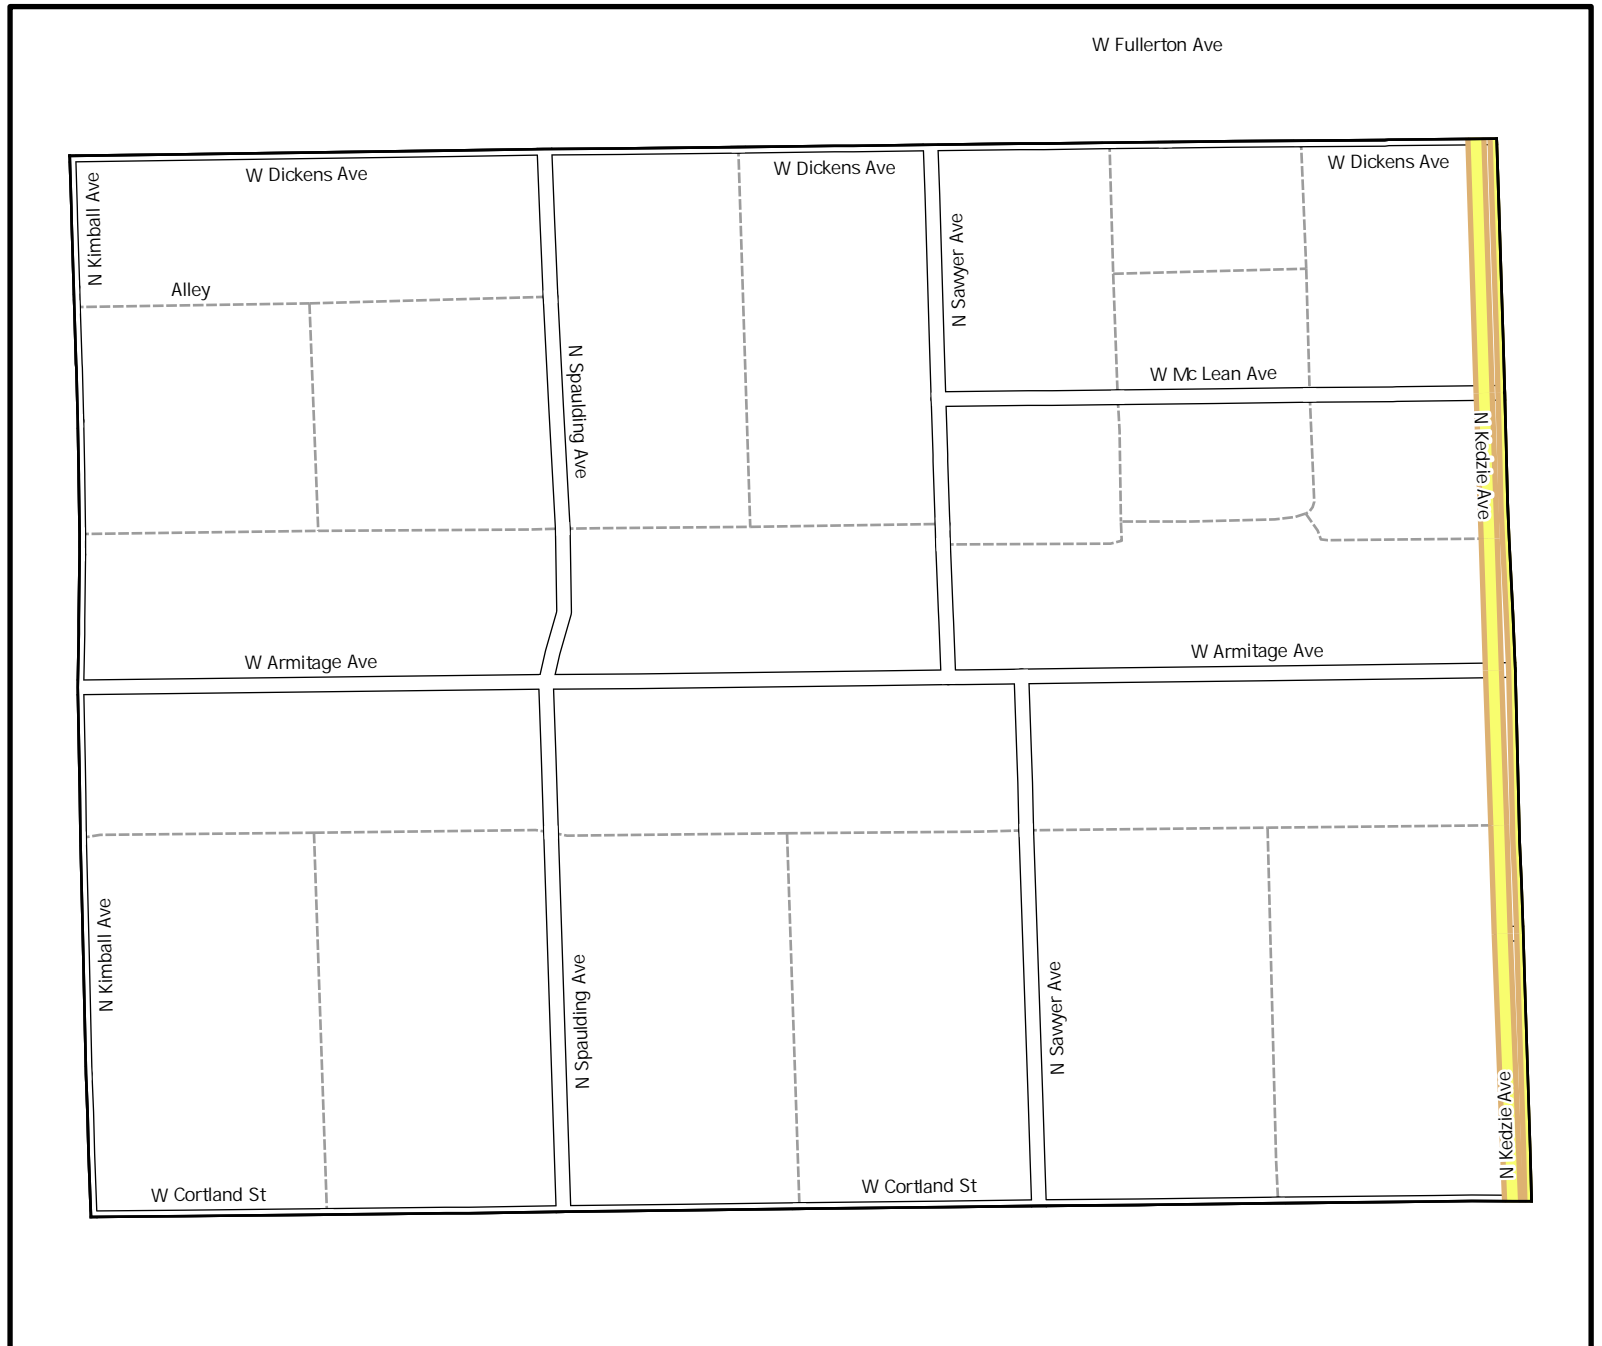 W Fullerton Ave
W Dickens Ave
W Dickens Ave
W Dickens Ave
N Kimball Ave
N Sawyer Ave
Alley
N Spaulding Ave
W Mc Lean Ave
N Kedzie Ave
W Armitage Ave
W Armitage Ave
N Kimball Ave
N Spaulding Ave
N Sawyer Ave
N Kedzie Ave
W Cortland St
W Cortland St